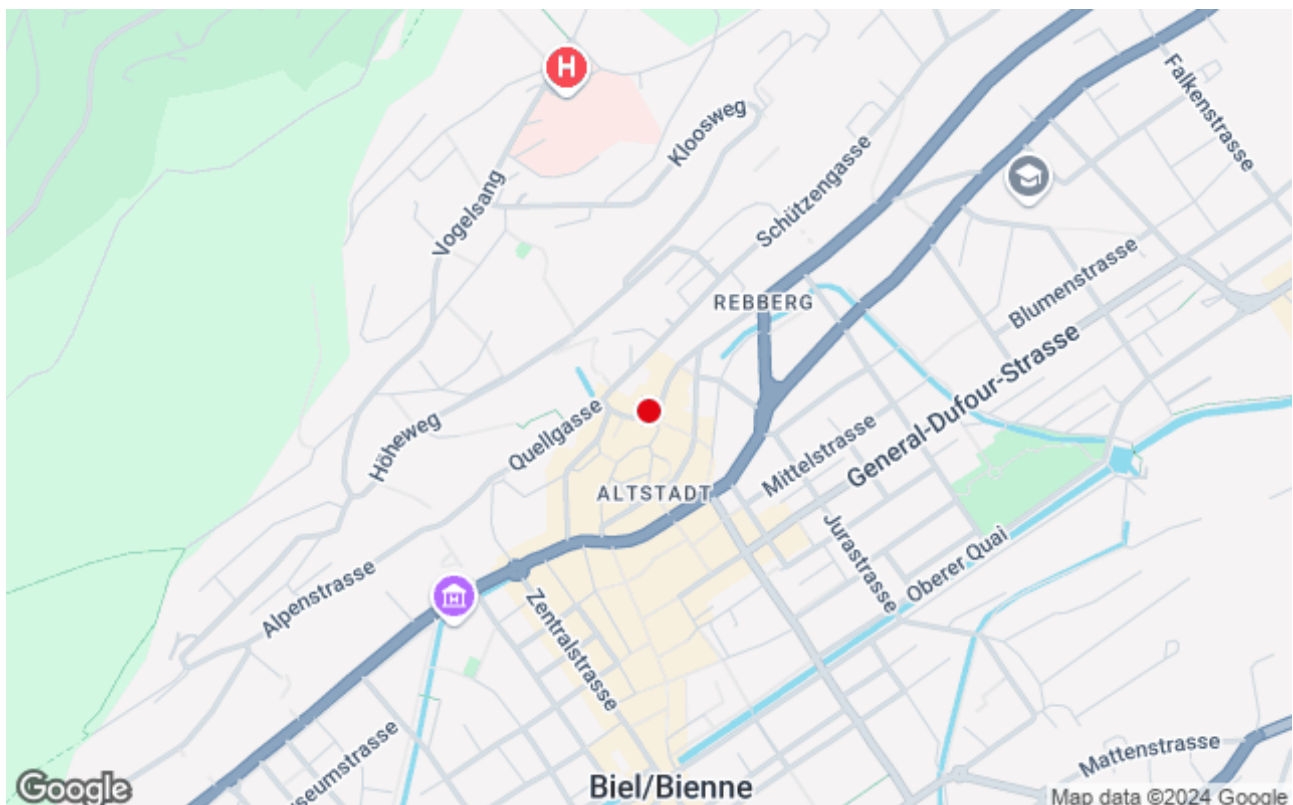 H
Falkenstrasse
Kloosweg
Schützengasse
Vogelsang
Blumenstrasse
REBBERG
General-Dufour-Strasse
Höheweg
Quellgasse
Mittelstrasse
ALTSTADT
Jurastrasse
Oberer Quai
Alpenstrasse
H
Zentralstrasse
Mattenstrasse
useumstrasse
Biel/Bienne
Google
Map data ©2024 Google